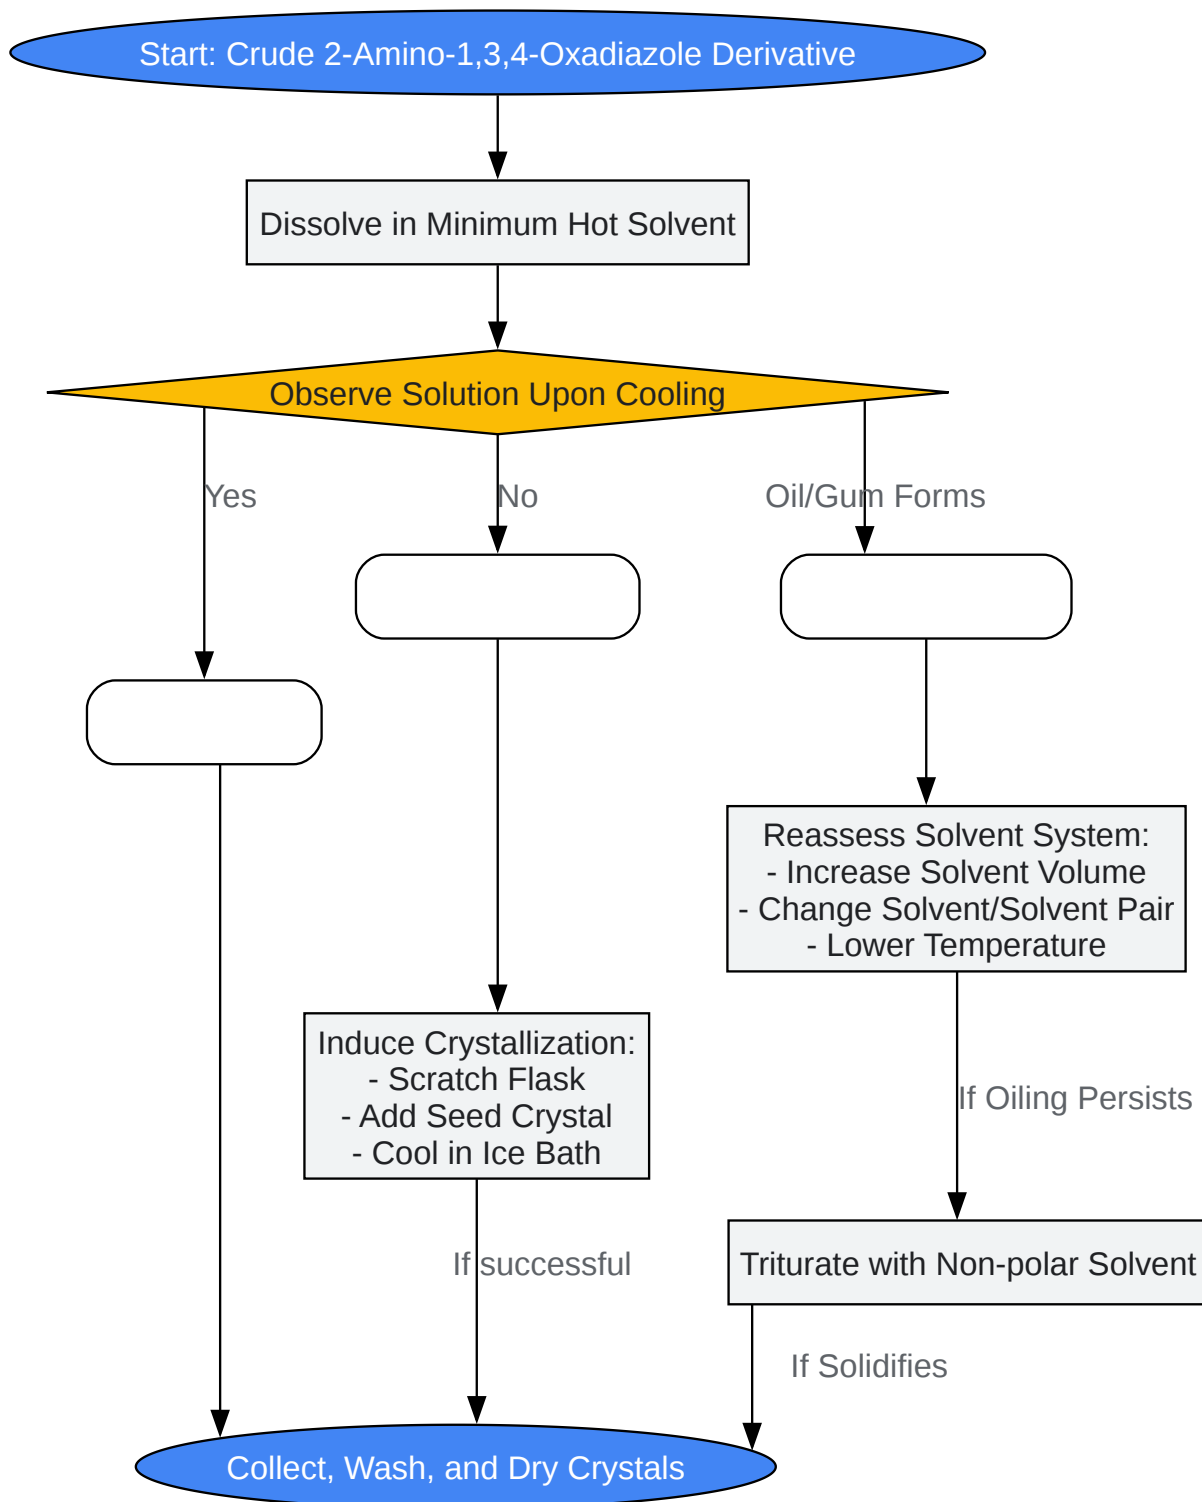 Start: Crude 2-Amino-1,3,4-Oxadiazole Derivative
Dissolve in Minimum Hot Solvent
Observe Solution Upon Cooling
Yes
No
Oil/Gum Forms
Reassess Solvent System:
- Increase Solvent Volume
- Change Solvent/Solvent Pair
- Lower Temperature
Induce Crystallization:
- Scratch Flask
- Add Seed Crystal
- Cool in Ice Bath
If Oiling Persists
If successful
Triturate with Non-polar Solvent
If Solidifies
Collect, Wash, and Dry Crystals